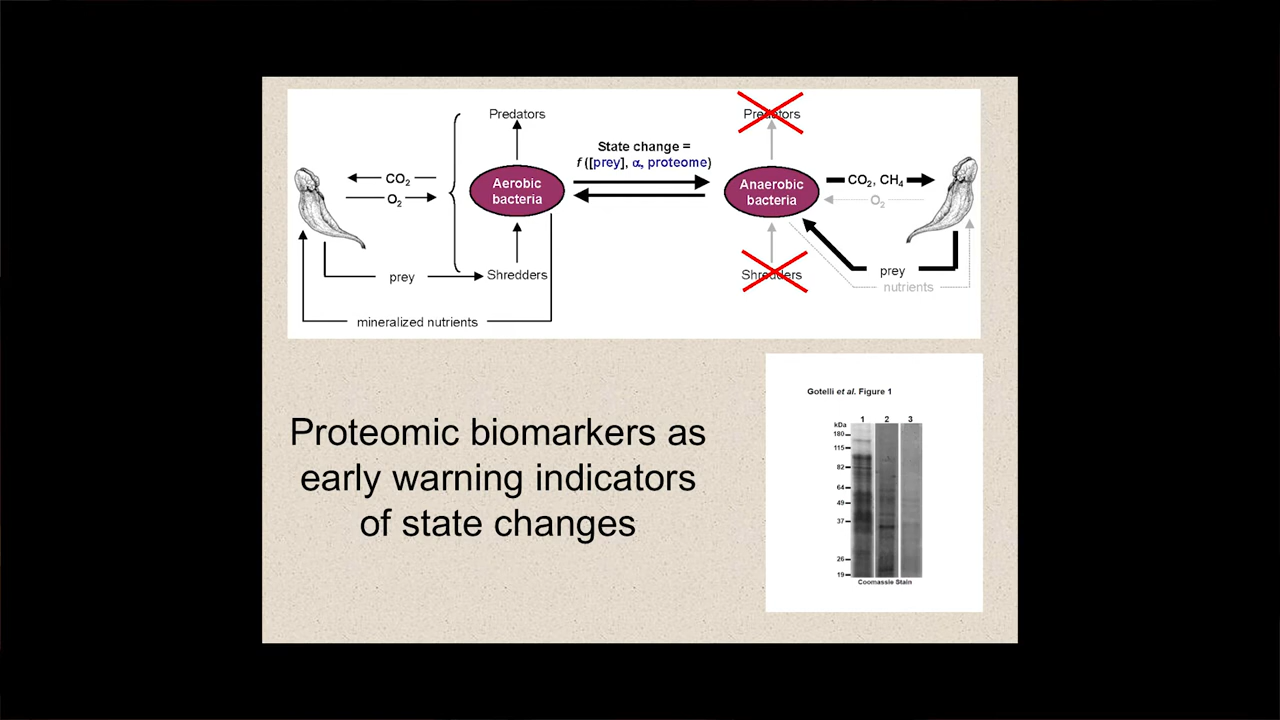 Predators
Aerobic
bacteria
Shredders
CO₂
O₂
prey
mineralized nutrients
State change =
f ([prey], α, proteome)
Predators
Anaerobic
bacteria
Shredders
CO₂, CH₄
O₂
prey
nutrients
Proteomic biomarkers as
early warning indicators
of state changes
Gotelli et al. Figure 1
kDa
1 2 3
180
115
82
64
49
37
26
19
Coomassie Stain